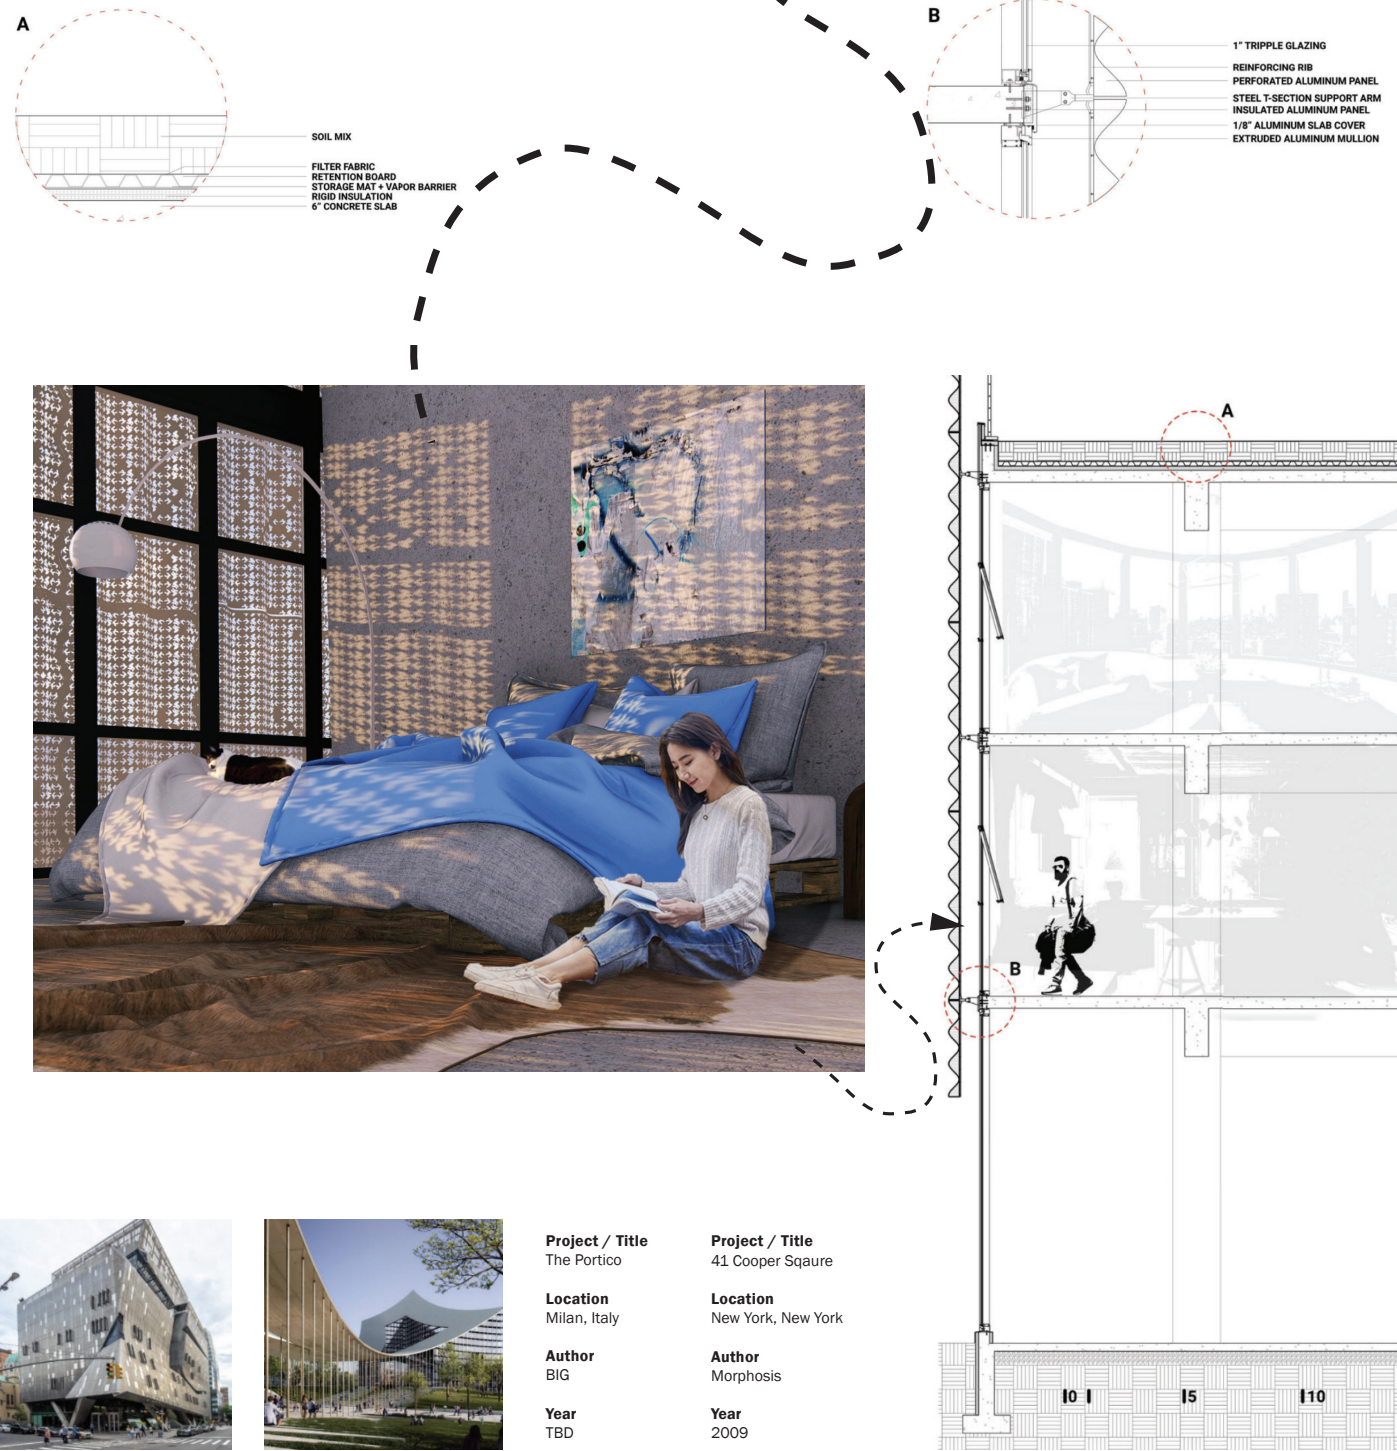 A
SOIL MIX
FILTER FABRIC
RETENTION BOARD
STORAGE MAT + VAPOR BARRIER
RIGID INSULATION
6" CONCRETE SLAB
B
1" TRIPPLE GLAZING
REINFORCING RIB
PERFORATED ALUMINUM PANEL
STEEL T-SECTION SUPPORT ARM
INSULATED ALUMINUM PANEL
1/8" ALUMINUM SLAB COVER
EXTRUDED ALUMINUM MULLION
A
B
0
5
10
Project / Title
The Portico
Location
Milan, Italy
Author
BIG
Year
TBD
Project / Title
41 Cooper Sqaure
Location
New York, New York
Author
Morphosis
Year
2009